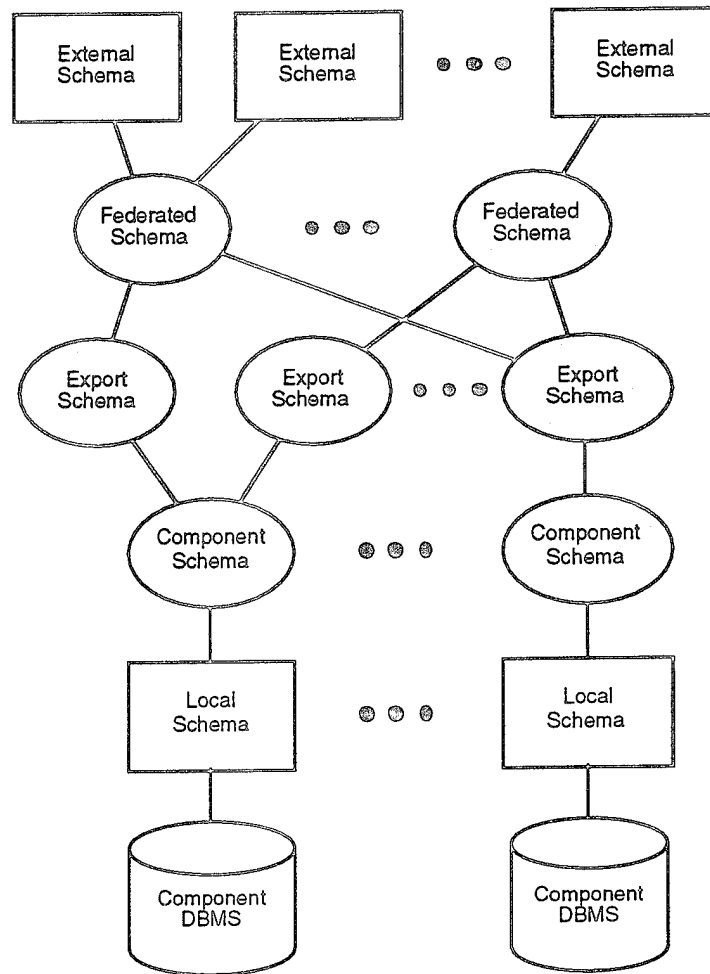 External
Schema
External
Schema
External
Schema
Federated
Schema
Federated
Schema
Export
Schema
Export
Schema
Export
Schema
Component
Schema
Component
Schema
Local
Schema
Local
Schema
Component
DBMS
Component
DBMS